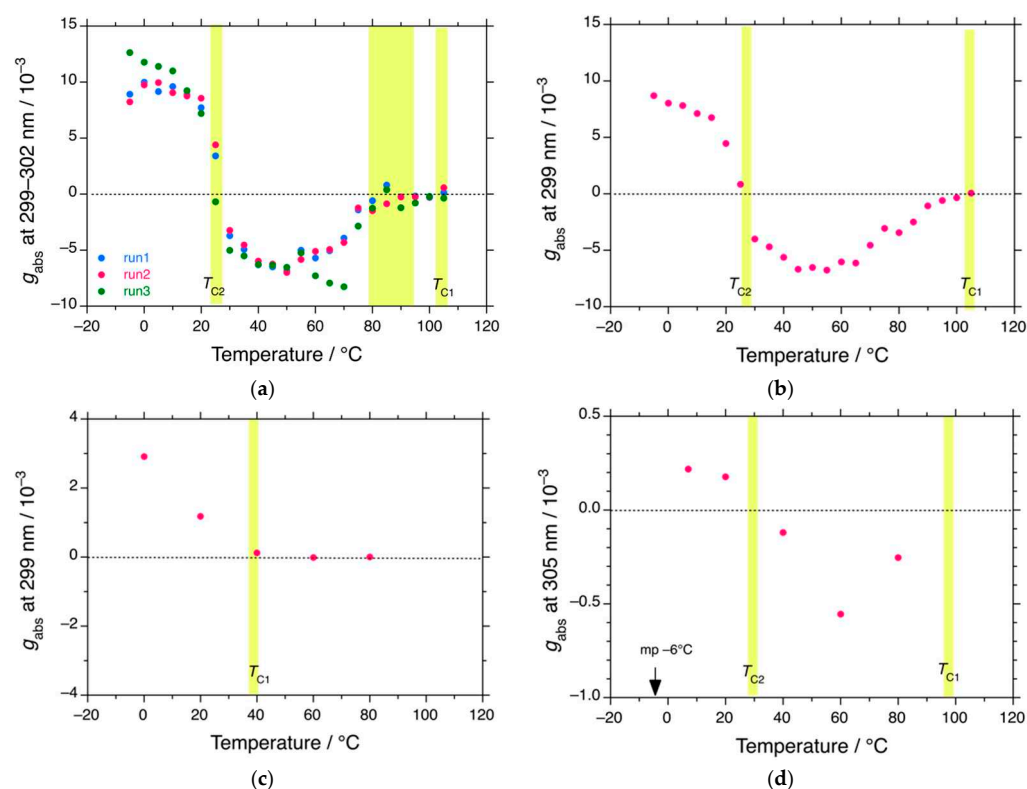 15
10
5
0
−5
−10
g_abs at 299–302 nm / 10⁻³
run1
run2
run3
T_C2
T_C1
−20 0 20 40 60 80 100 120
Temperature / °C
(a)
15
10
5
0
−5
−10
g_abs at 299 nm / 10⁻³
T_C2
T_C1
−20 0 20 40 60 80 100 120
Temperature / °C
(b)
4
2
0
−2
−4
g_abs at 299 nm / 10⁻³
T_C1
−20 0 20 40 60 80 100 120
Temperature / °C
(c)
0.5
0.0
−0.5
−1.0
g_abs at 305 nm / 10⁻³
mp −6°C
T_C2
T_C1
−20 0 20 40 60 80 100 120
Temperature / °C
(d)